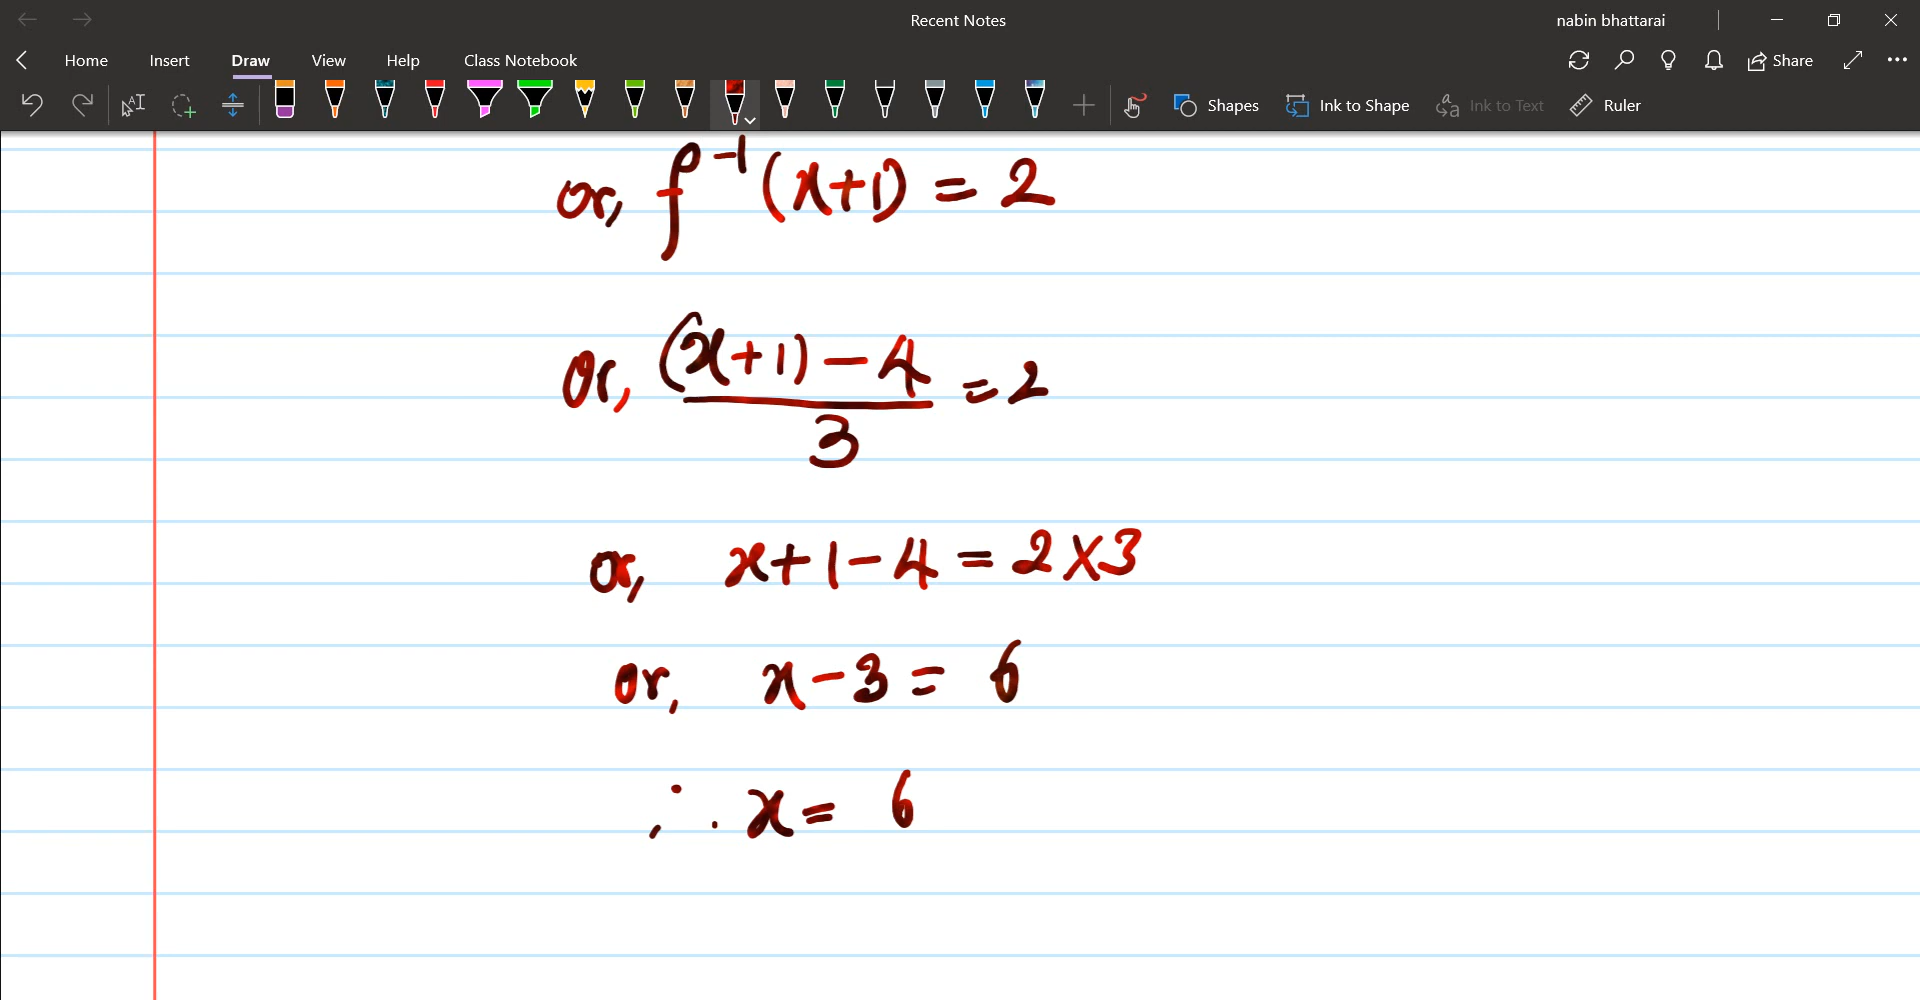 Recent Notes
nabin bhattarai
Home Insert Draw View Help Class Notebook
Share
Shapes Ink to Shape Ink to Text Ruler
or, f⁻¹(x+1) = 2
or, (x+1) - 4 / 3 = 2
or, x+1-4 = 2×3
or, x-3 = 6
∴ x = 6